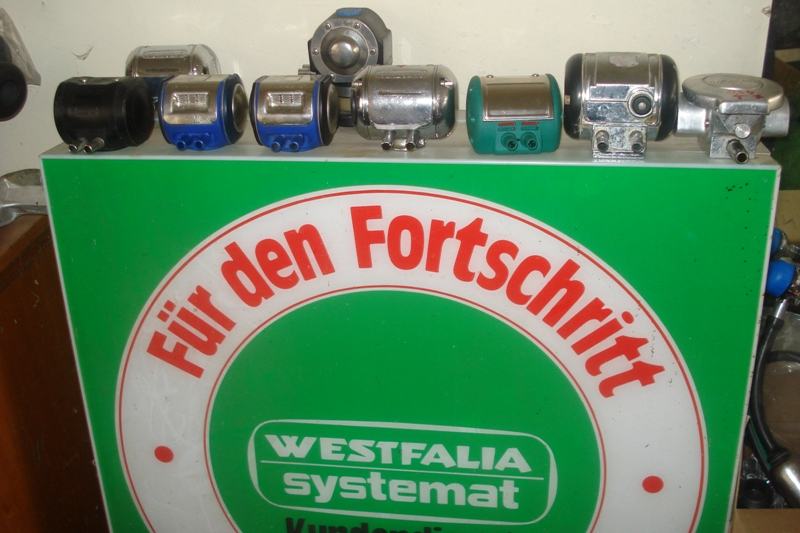 Für den Fortschritt
WESTFALIA
systemat